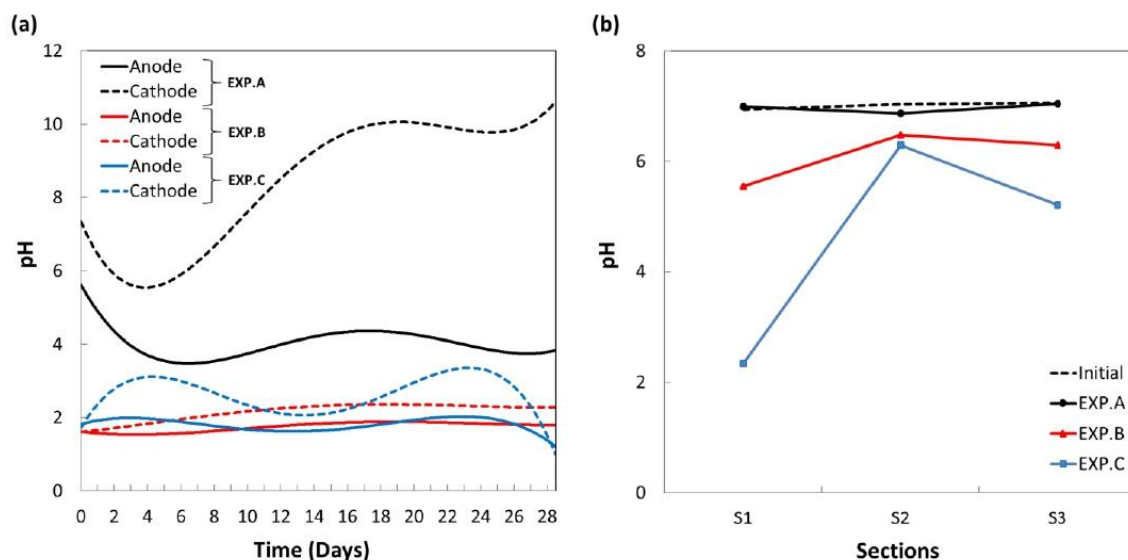 (a)
12
10
8
6
4
2
0
pH
Anode
Cathode
EXP.A
Anode
Cathode
EXP.B
Anode
Cathode
EXP.C
0 2 4 6 8 10 12 14 16 18 20 22 24 26 28
Time (Days)
(b)
8
6
4
2
0
pH
Initial
EXP.A
EXP.B
EXP.C
S1 S2 S3
Sections